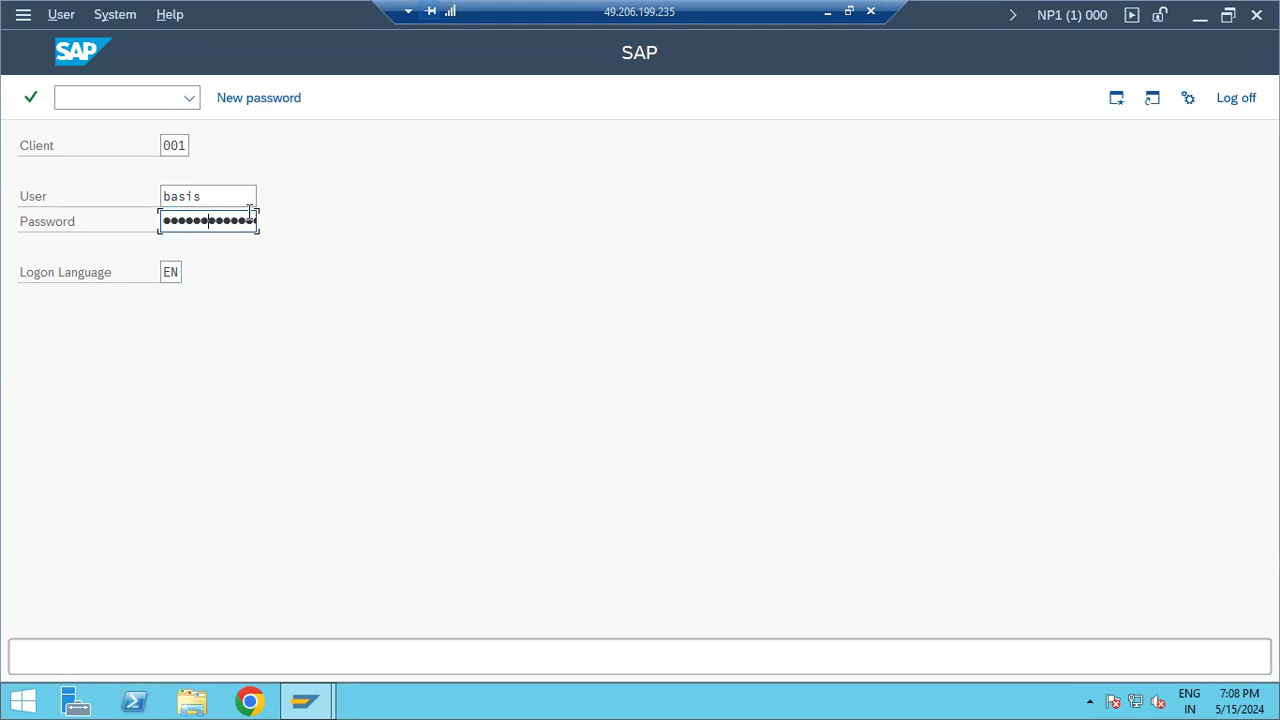 49.206.199.235
User System Help NP1 (1) 000
SAP SAP
New password Log off
Client 001
User basis
Password ●●●●●●●●●●●●●
Logon Language EN
ENG 7:08 PM
IN 5/15/2024